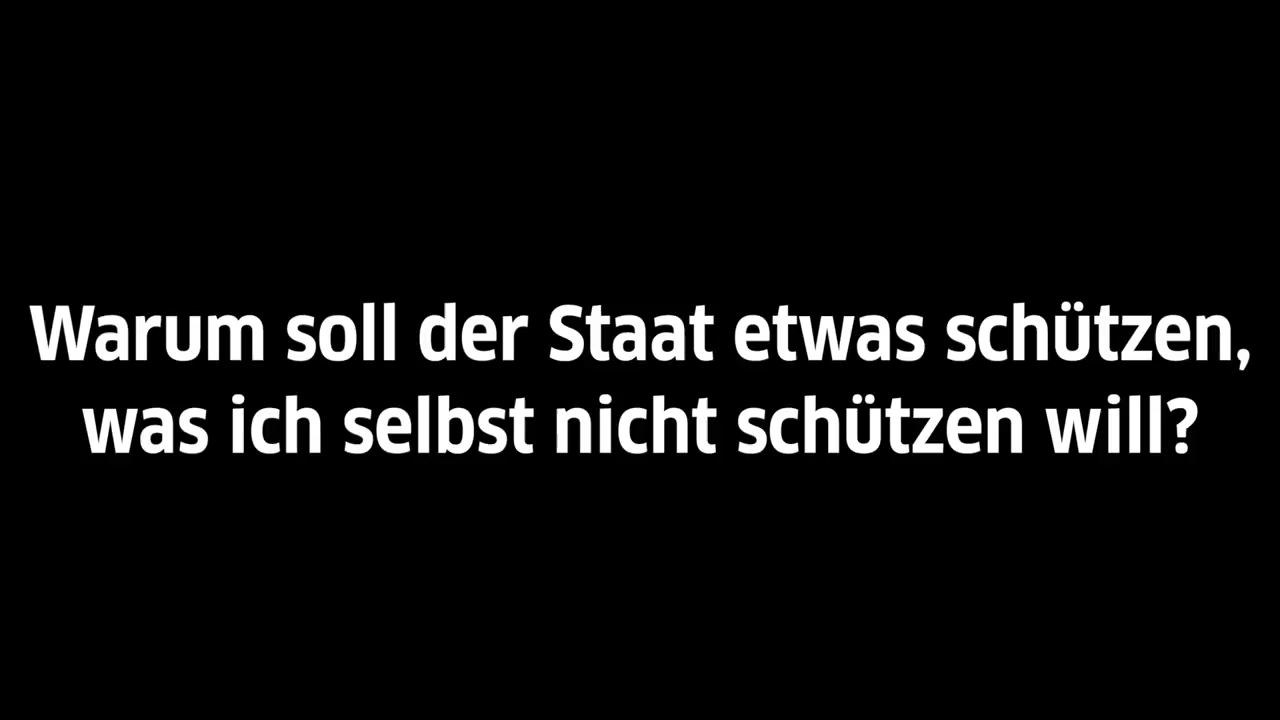 Warum soll der Staat etwas schützen,
was ich selbst nicht schützen will?